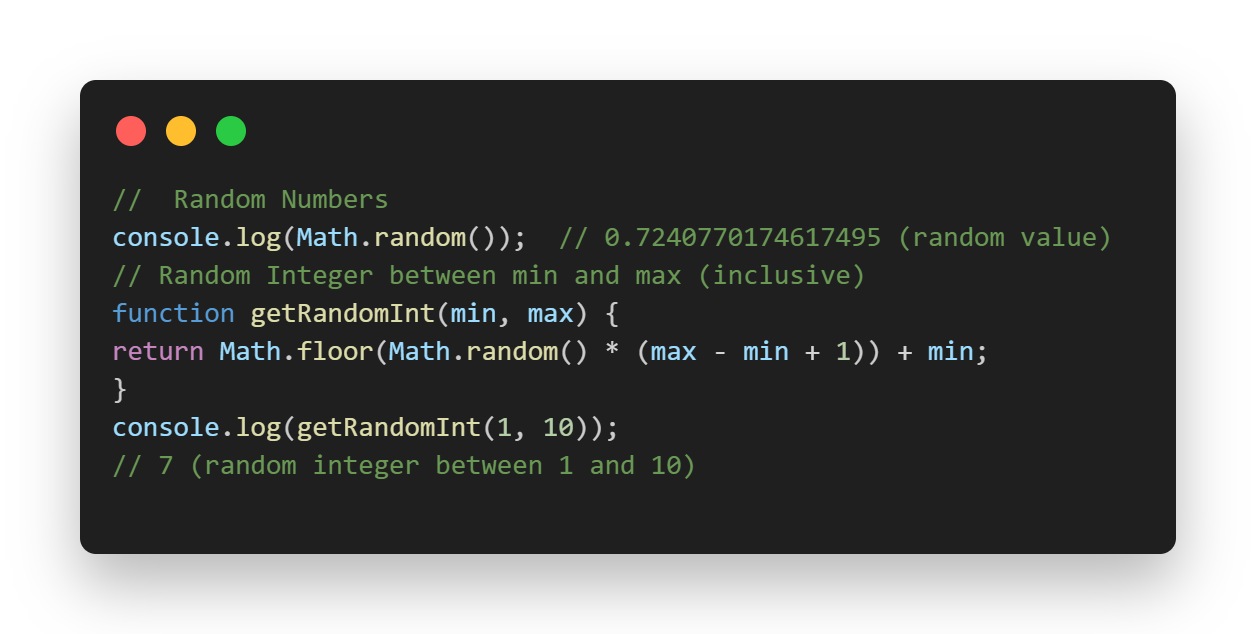 //  Random Numbers
console.log(Math.random());  // 0.7240770174617495 (random value)
// Random Integer between min and max (inclusive)
function getRandomInt(min, max) {
return Math.floor(Math.random() * (max - min + 1)) + min;
}
console.log(getRandomInt(1, 10));
// 7 (random integer between 1 and 10)